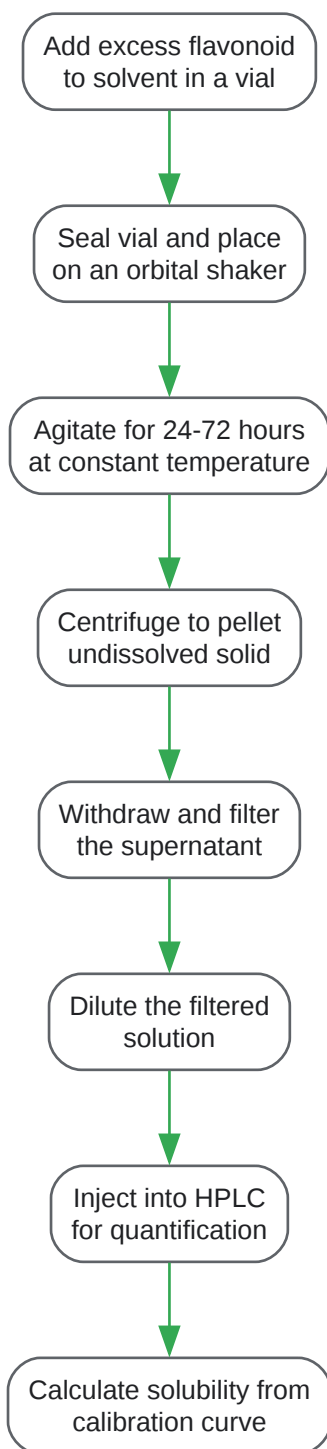 Add excess flavonoid
to solvent in a vial
Seal vial and place
on an orbital shaker
Agitate for 24-72 hours
at constant temperature
Centrifuge to pellet
undissolved solid
Withdraw and filter
the supernatant
Dilute the filtered
solution
Inject into HPLC
for quantification
Calculate solubility from
calibration curve